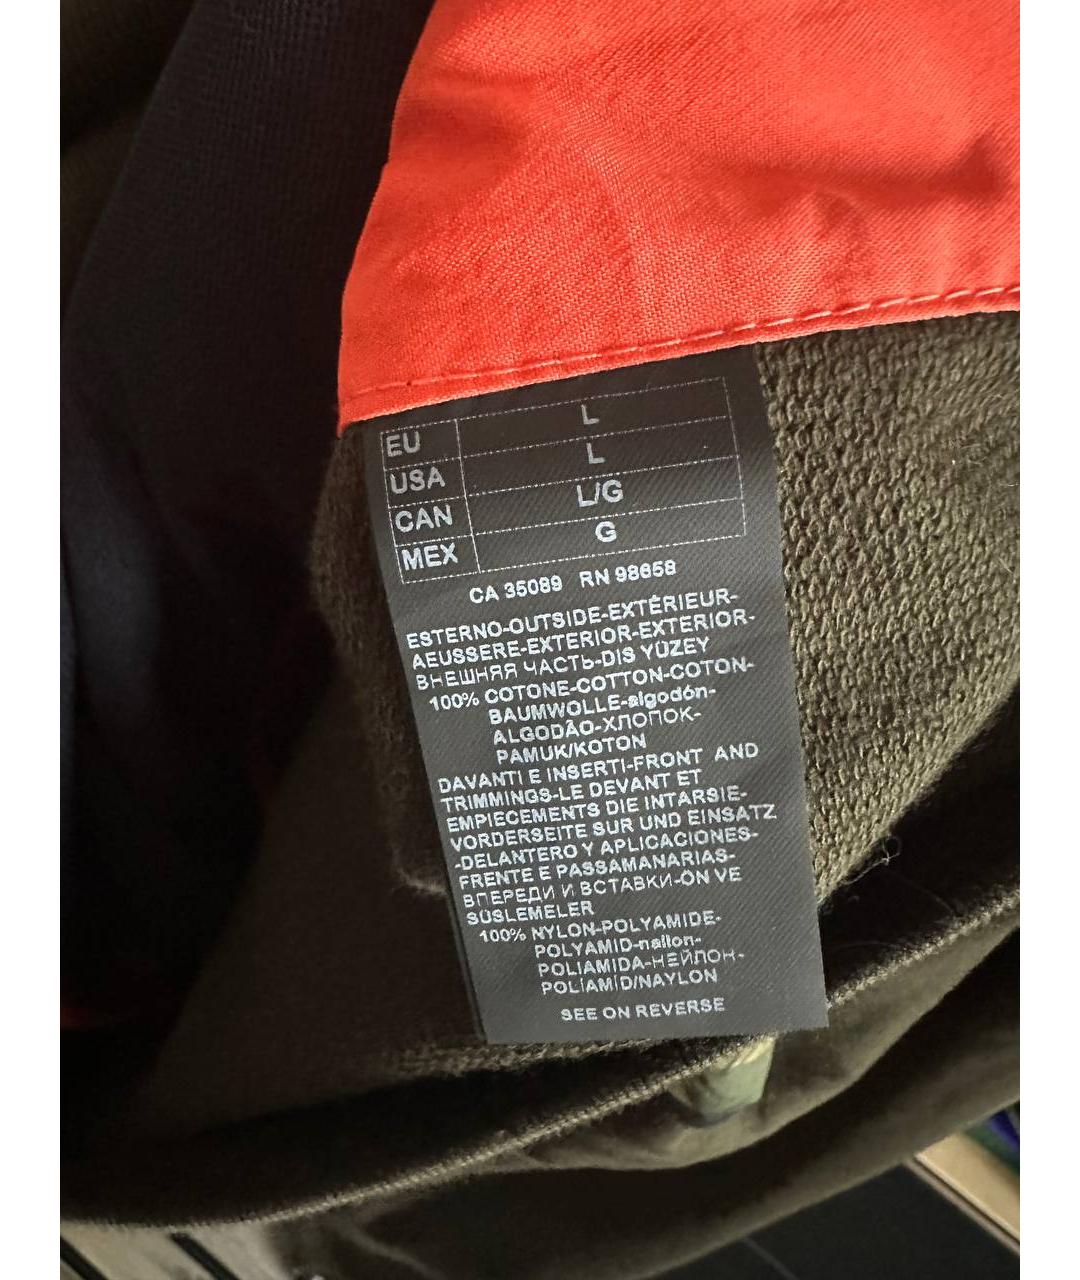 EU L
USA L
CAN L/G
MEX G
CA 35089 RN 98658
ESTERNO-OUTSIDE-EXTÉRIEUR-
AEUSSERE-EXTERIOR-EXTERIOR-
ВНЕШНЯЯ ЧАСТЬ-DIS YÜZEY
100% COTONE-COTTON-COTON-
BAUMWOLLE-algodón-
ALGODÃO-ХЛОПОК-
PAMUK/KOTON
DAVANTI E INSERTI-FRONT AND
TRIMMINGS-LE DEVANT ET
EMPIECEMENTS DIE INTARSIE-
VORDERSEITE SUR UND EINSATZ
-DELANTERO Y APLICACIONES-
FRENTE E PASSAMANARIAS-
ВПЕРЕДИ И ВСТАВКИ-ÖN VE
SÜSLEMELER
100% NYLON-POLYAMIDE-
POLYAMID-nailon-
POLIAMIDA-НЕЙЛОН-
POLİAMİD/NAYLON
SEE ON REVERSE